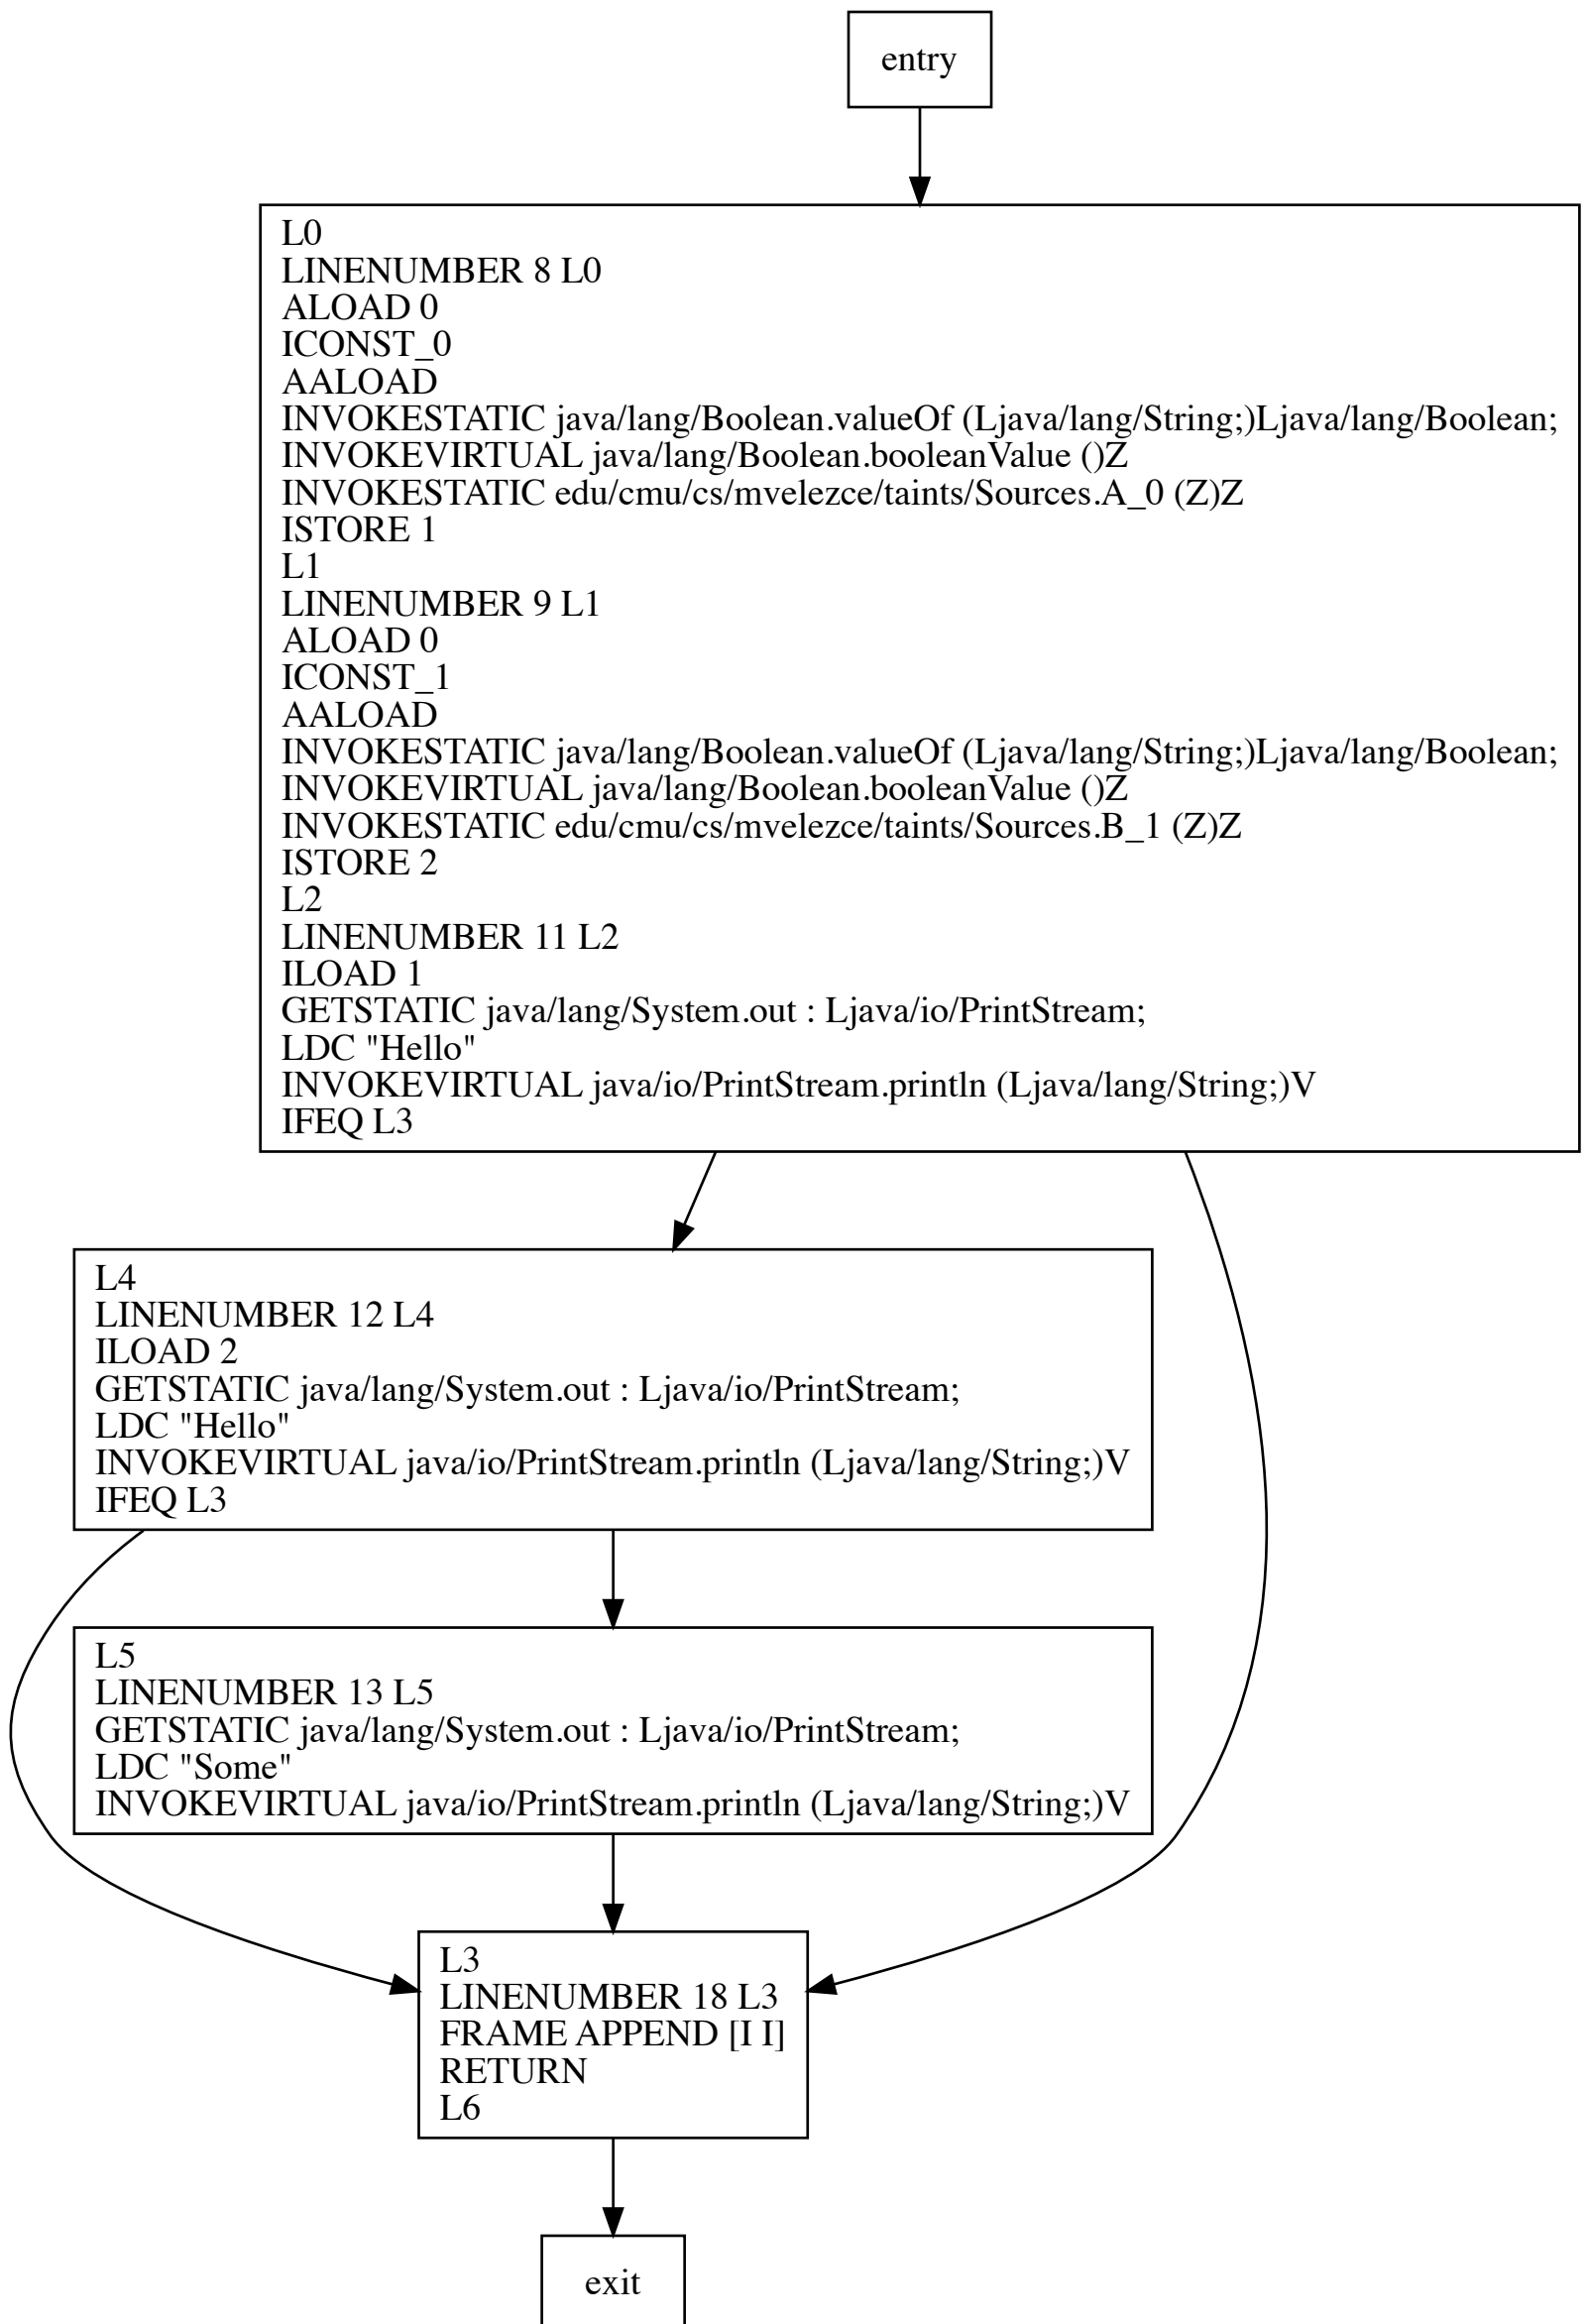 entry
L0
LINENUMBER 8 L0
ALOAD 0
ICONST_0
AALOAD
INVOKESTATIC java/lang/Boolean.valueOf (Ljava/lang/String;)Ljava/lang/Boolean;
INVOKEVIRTUAL java/lang/Boolean.booleanValue ()Z
INVOKESTATIC edu/cmu/cs/mvelezce/taints/Sources.A_0 (Z)Z
ISTORE 1
L1
LINENUMBER 9 L1
ALOAD 0
ICONST_1
AALOAD
INVOKESTATIC java/lang/Boolean.valueOf (Ljava/lang/String;)Ljava/lang/Boolean;
INVOKEVIRTUAL java/lang/Boolean.booleanValue ()Z
INVOKESTATIC edu/cmu/cs/mvelezce/taints/Sources.B_1 (Z)Z
ISTORE 2
L2
LINENUMBER 11 L2
ILOAD 1
GETSTATIC java/lang/System.out : Ljava/io/PrintStream;
LDC "Hello"
INVOKEVIRTUAL java/io/PrintStream.println (Ljava/lang/String;)V
IFEQ L3
L4
LINENUMBER 12 L4
ILOAD 2
GETSTATIC java/lang/System.out : Ljava/io/PrintStream;
LDC "Hello"
INVOKEVIRTUAL java/io/PrintStream.println (Ljava/lang/String;)V
IFEQ L3
L5
LINENUMBER 13 L5
GETSTATIC java/lang/System.out : Ljava/io/PrintStream;
LDC "Some"
INVOKEVIRTUAL java/io/PrintStream.println (Ljava/lang/String;)V
L3
LINENUMBER 18 L3
FRAME APPEND [I I]
RETURN
L6
exit